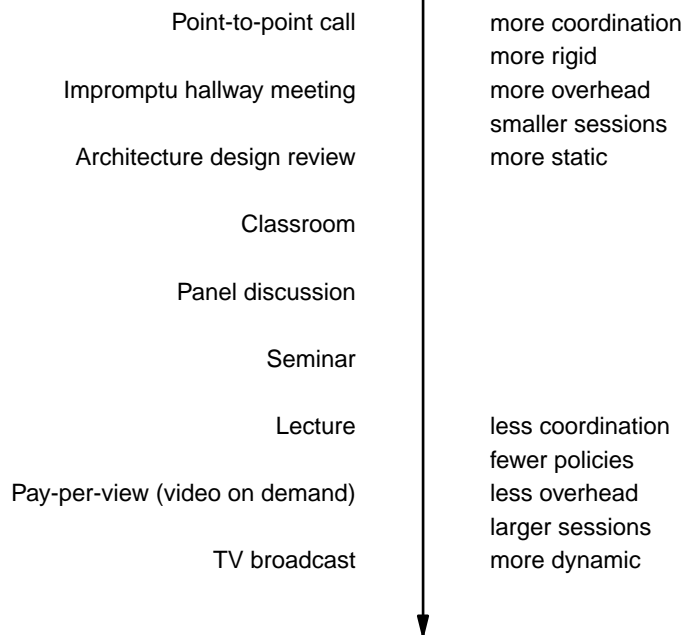 Point-to-point call
more coordination
more rigid
Impromptu hallway meeting
more overhead
smaller sessions
Architecture design review
more static
Classroom
Panel discussion
Seminar
Lecture
less coordination
fewer policies
Pay-per-view (video on demand)
less overhead
larger sessions
TV broadcast
more dynamic